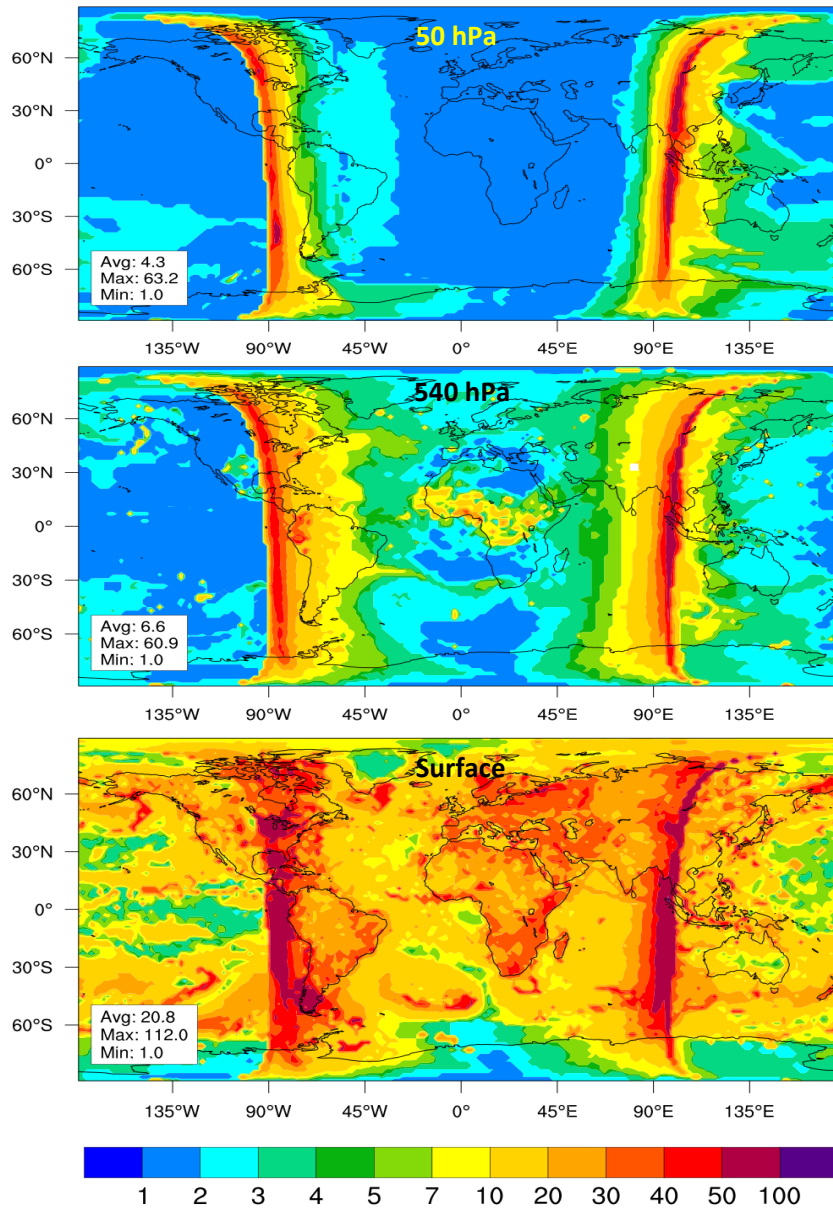 50 hPa
60°N
30°N
0°
30°S
60°S
Avg: 4.3
Max: 63.2
Min: 1.0
135°W 90°W 45°W 0° 45°E 90°E 135°E
540 hPa
60°N
30°N
0°
30°S
60°S
Avg: 6.6
Max: 60.9
Min: 1.0
135°W 90°W 45°W 0° 45°E 90°E 135°E
Surface
60°N
30°N
0°
30°S
60°S
Avg: 20.8
Max: 112.0
Min: 1.0
135°W 90°W 45°W 0° 45°E 90°E 135°E
1 2 3 4 5 7 10 20 30 40 50 100